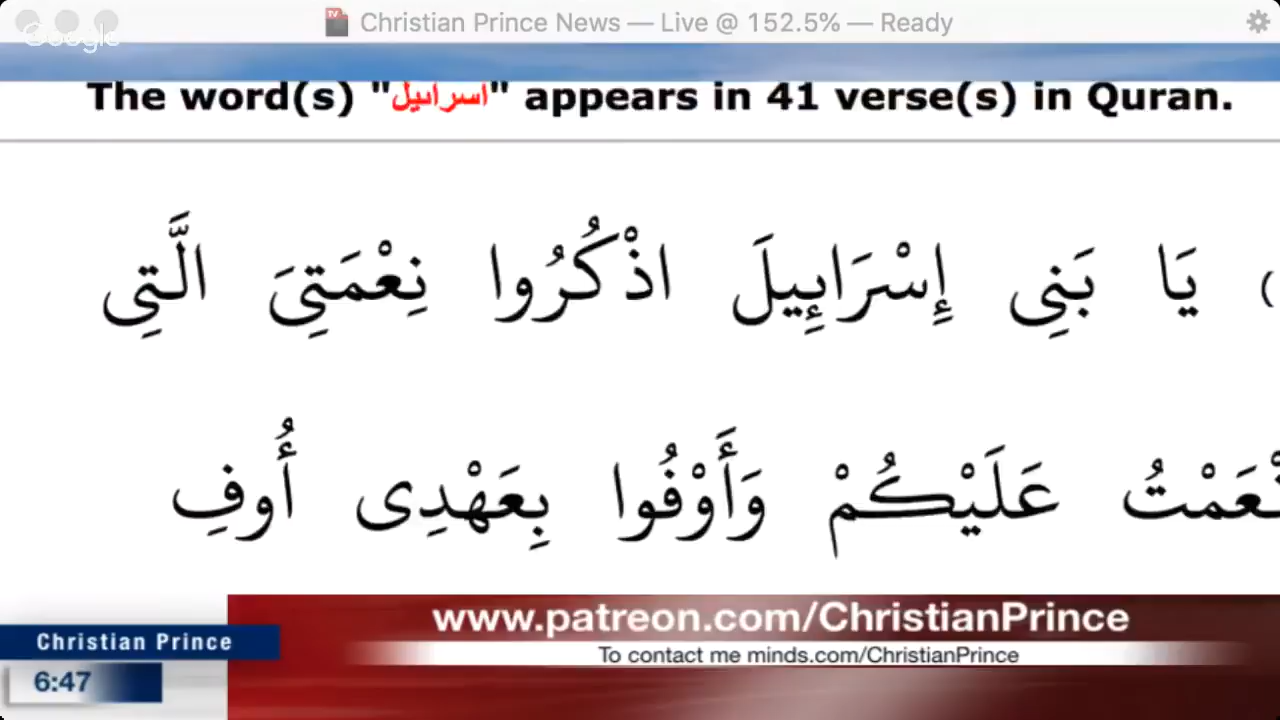 Christian Prince News — Live @ 152.5% — Ready
Google
The word(s) "اسرائيل" appears in 41 verse(s) in Quran.
) يَا بَنِى إِسْرَايِٕيلَ اذْكُرُوا نِعْمَتِىَ الَّتِى
نْعَمْتُ عَلَيْكُمْ وَأَوْفُوا بِعَهْدِى أُوفِ
www.patreon.com/ChristianPrince
Christian Prince
To contact me minds.com/ChristianPrince
6:47